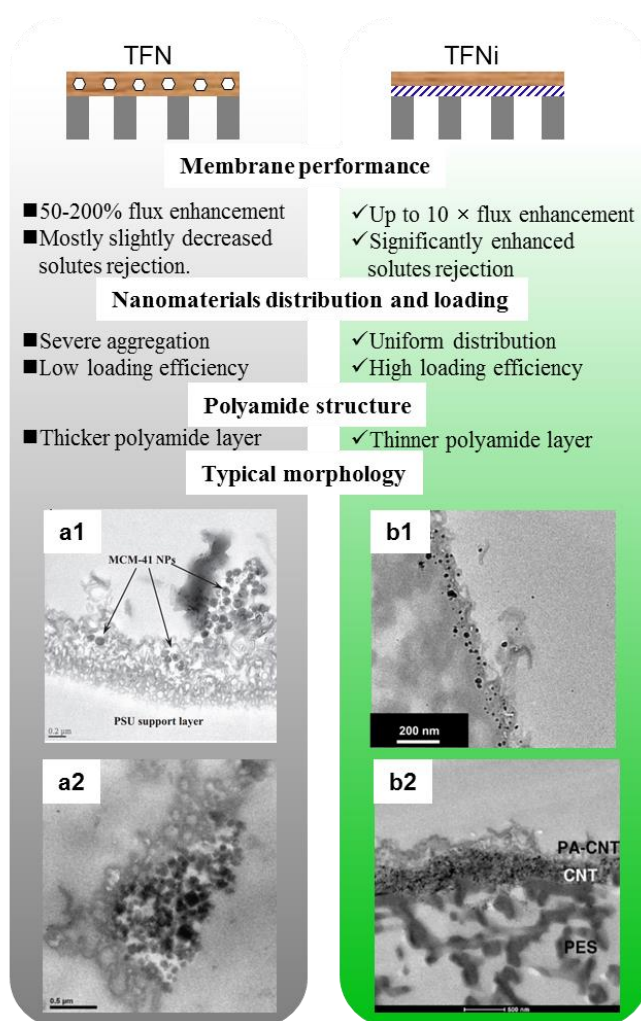 TFN
TFNi
Membrane performance
■50-200% flux enhancement
■Mostly slightly decreased
solutes rejection.
✓Up to 10 × flux enhancement
✓Significantly enhanced
solutes rejection
Nanomaterials distribution and loading
■Severe aggregation
■Low loading efficiency
✓Uniform distribution
✓High loading efficiency
Polyamide structure
■Thicker polyamide layer
✓Thinner polyamide layer
Typical morphology
a1
MCM-41 NPs
PSU support layer
0.2 µm
b1
200 nm
a2
0.5 µm
b2
PA-CNT
CNT
PES
500 nm